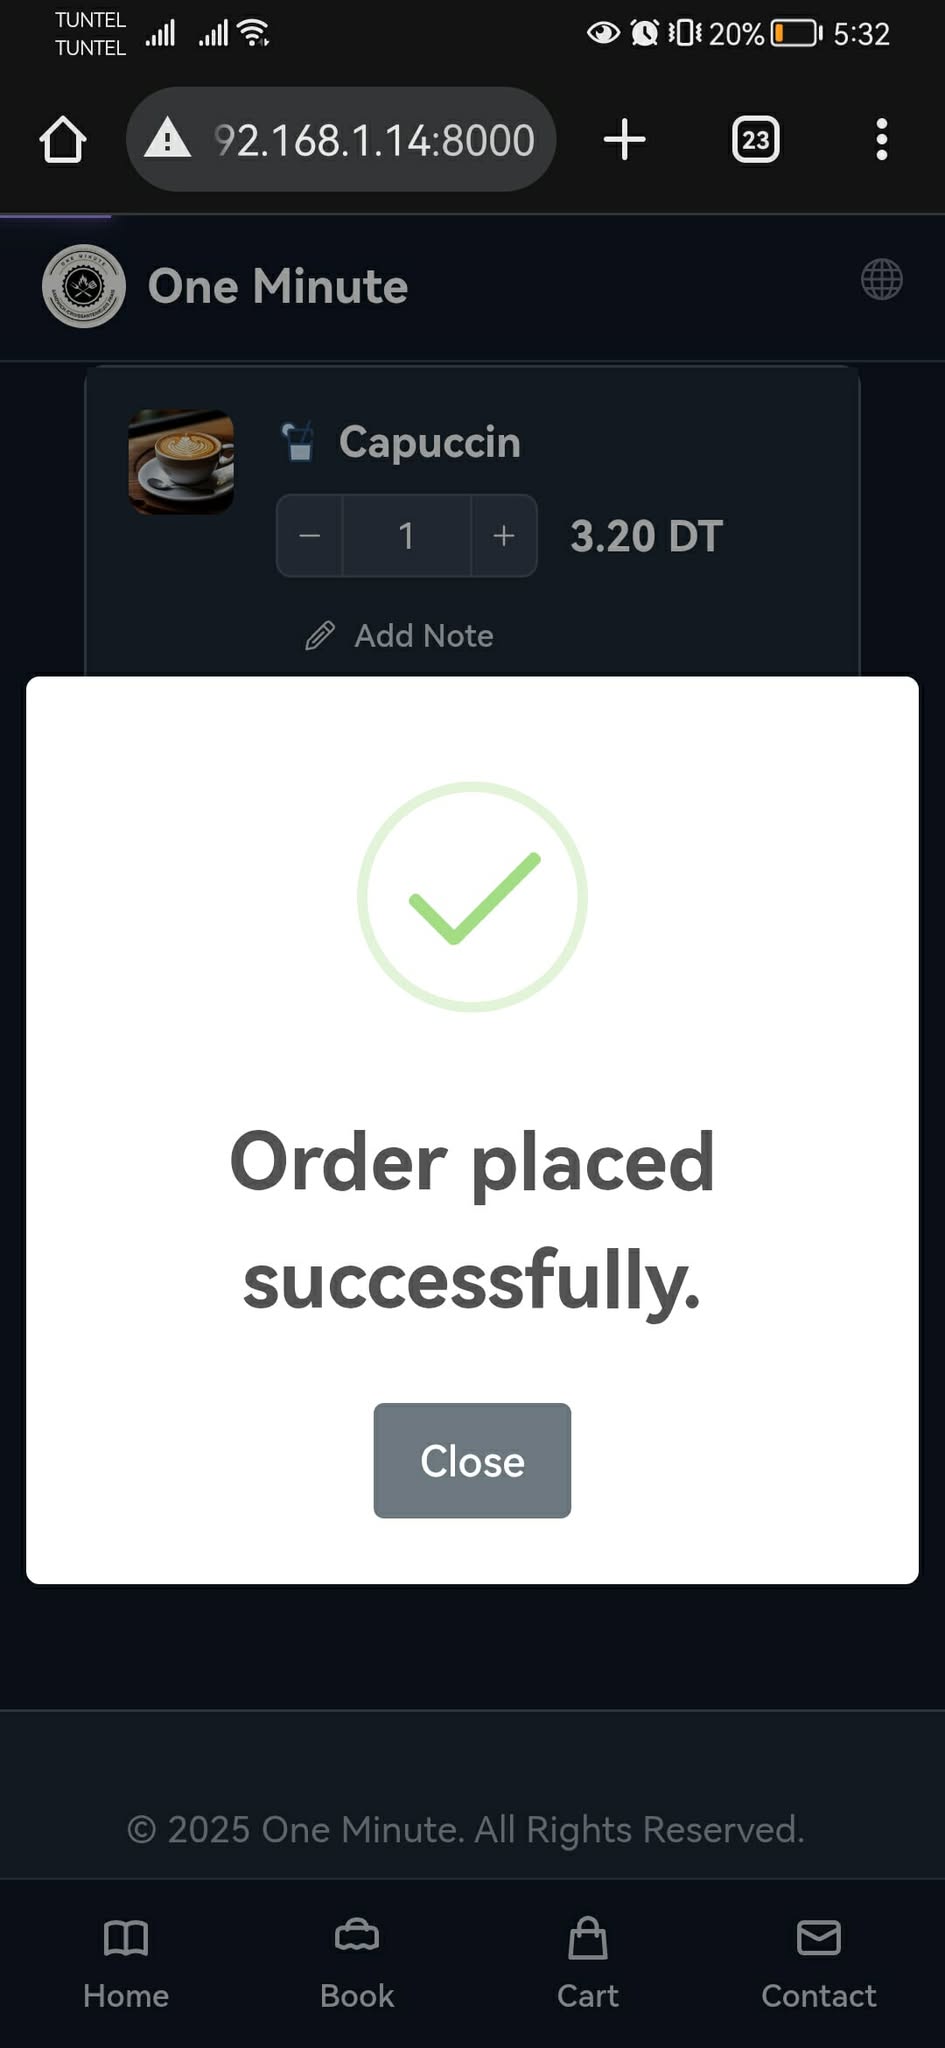 TUNTEL
TUNTEL
20% 5:32
92.168.1.14:8000
23
One Minute
Capuccin
1
3.20 DT
Add Note
Order placed
successfully.
Close
© 2025 One Minute. All Rights Reserved.
Home Book Cart Contact